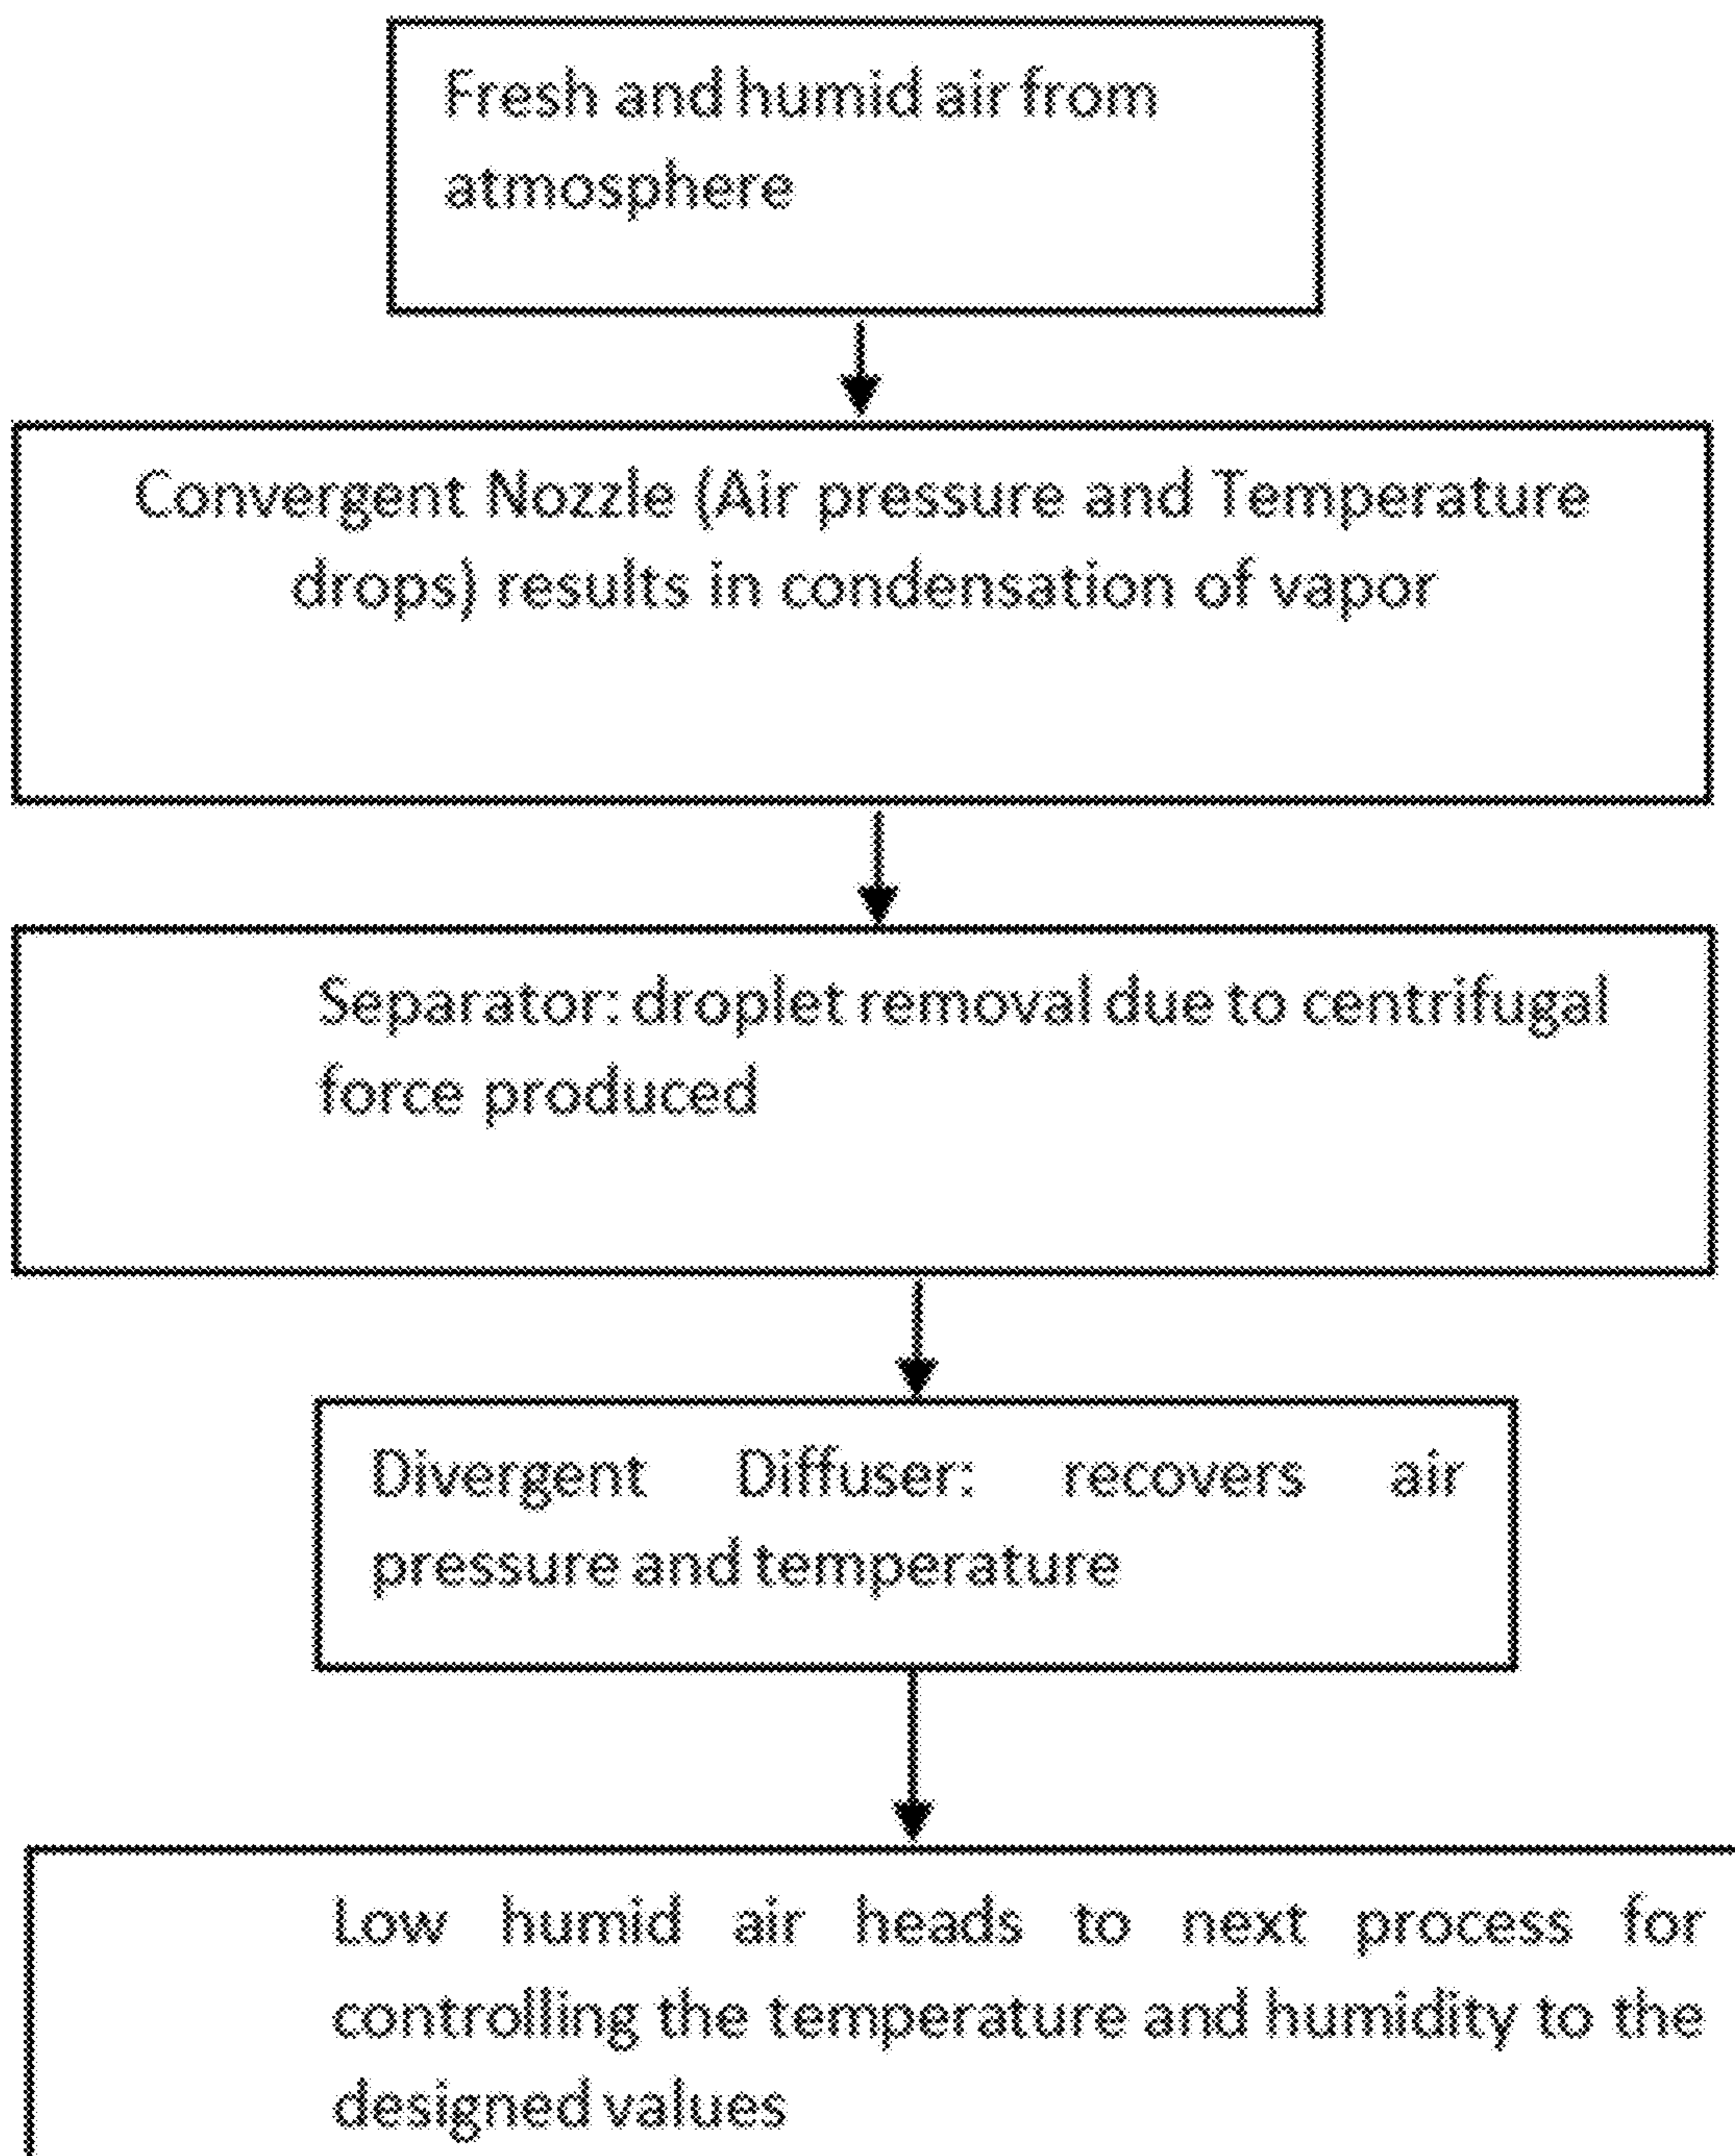 Fresh and humid air from
atmosphere
Convergent Nozzle (Air pressure and Temperature
drops) results in condensation of vapor
Separator: droplet removal due to centrifugal
force produced
Divergent Diffuser: recovers air
pressure and temperature
Low humid air heads to next process for
controlling the temperature and humidity to the
designed values